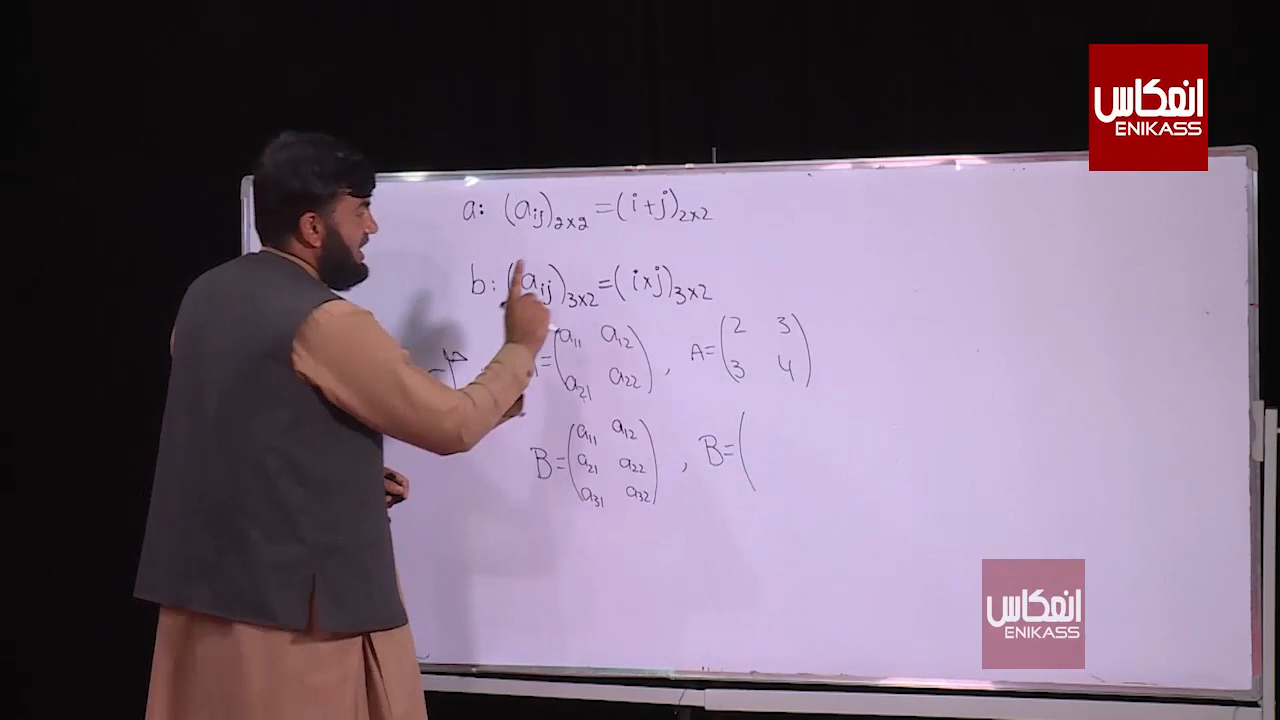 انعکاس
ENIKASS
a: (aij)2x2 = (i+j)2x2
b: (aij)3x2 = (ixj)3x2
=(a11 a12 a21 a22), A=(2 3 3 4)
B=(a11 a12 a21 a22 a31 a32), B=(
انعکاس
ENIKASS